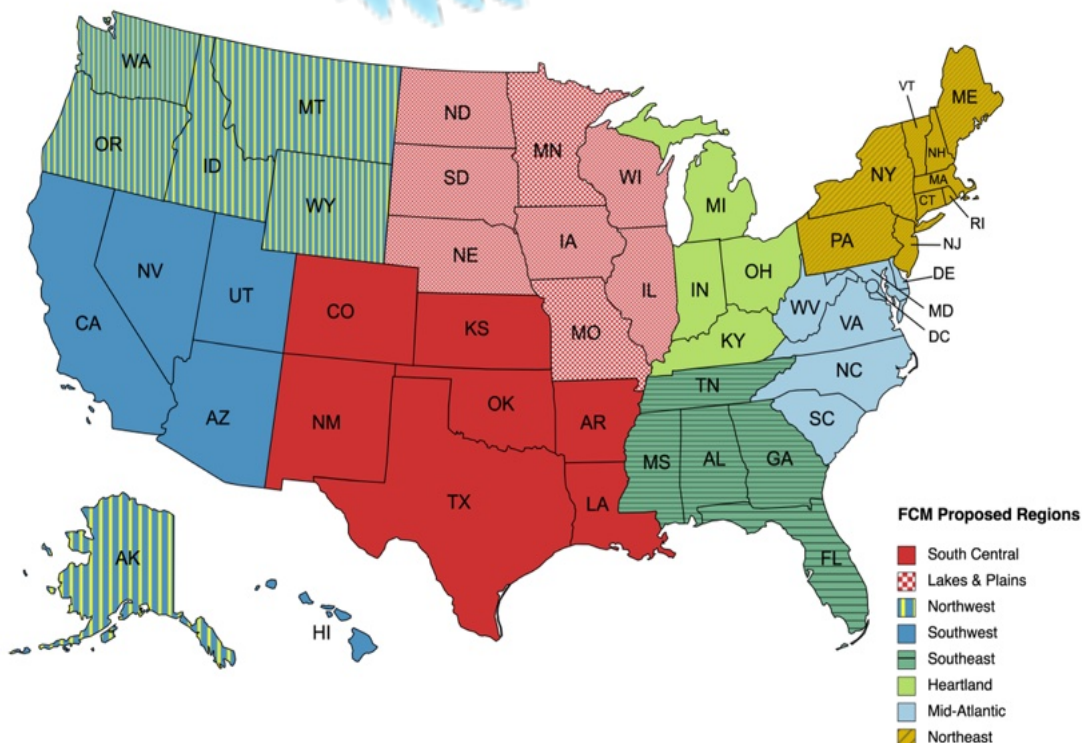 WA
MT
ND
MN
VT
ME
OR
ID
SD
WI
NH
NY
MA
WY
MI
CT
RI
NE
IA
PA
NJ
NV
UT
IL
IN
OH
DE
CA
CO
KS
MO
WV
MD
VA
DC
KY
NC
AZ
NM
OK
AR
TN
SC
TX
LA
MS
AL
GA
FL
AK
HI
FCM Proposed Regions
South Central
Lakes & Plains
Northwest
Southwest
Southeast
Heartland
Mid-Atlantic
Northeast